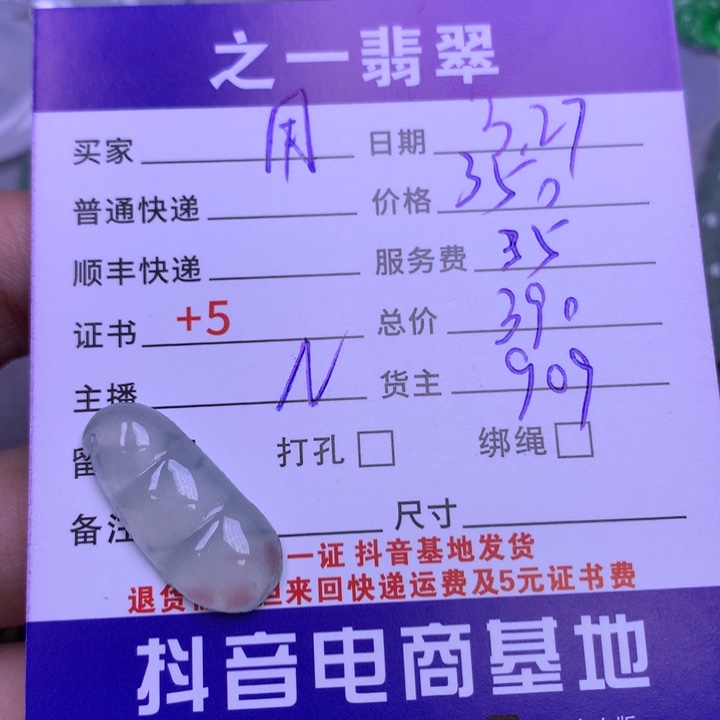 之一翡翠
买家 日期 3.27
普通快递 价格 350
顺丰快递 服务费 35
证书 +5 总价 390
主播 N 货主 909
留 打孔 绑绳
备注 尺寸
一证 抖音基地发货
退货 来回快递运费及5元证书费
抖音电商基地